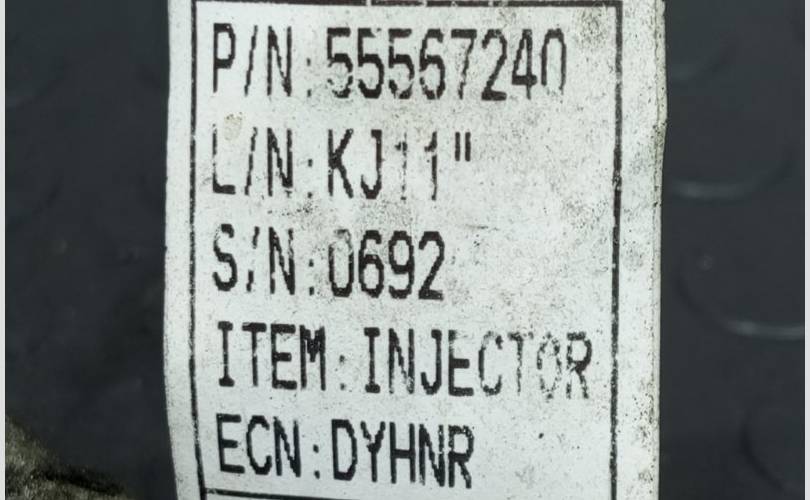 P/N:55567240
L/N:KJ11"
S/N:0692
ITEM:INJECTOR
ECN:DYHNR